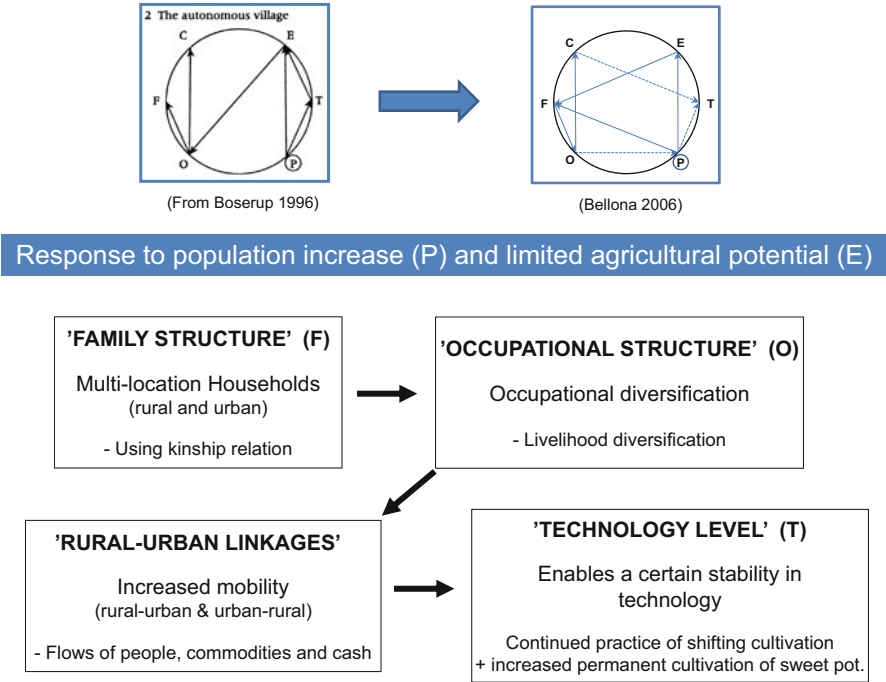 2 The autonomous village
C
E
F
T
O
P
(From Boserup 1996)
C
E
F
T
O
P
(Bellona 2006)
Response to population increase (P) and limited agricultural potential (E)
’FAMILY STRUCTURE’ (F)
Multi-location Households
(rural and urban)
- Using kinship relation
’OCCUPATIONAL STRUCTURE’ (O)
Occupational diversification
- Livelihood diversification
’RURAL-URBAN LINKAGES’
Increased mobility
(rural-urban & urban-rural)
- Flows of people, commodities and cash
’TECHNOLOGY LEVEL’ (T)
Enables a certain stability in
technology
Continued practice of shifting cultivation
+ increased permanent cultivation of sweet pot.